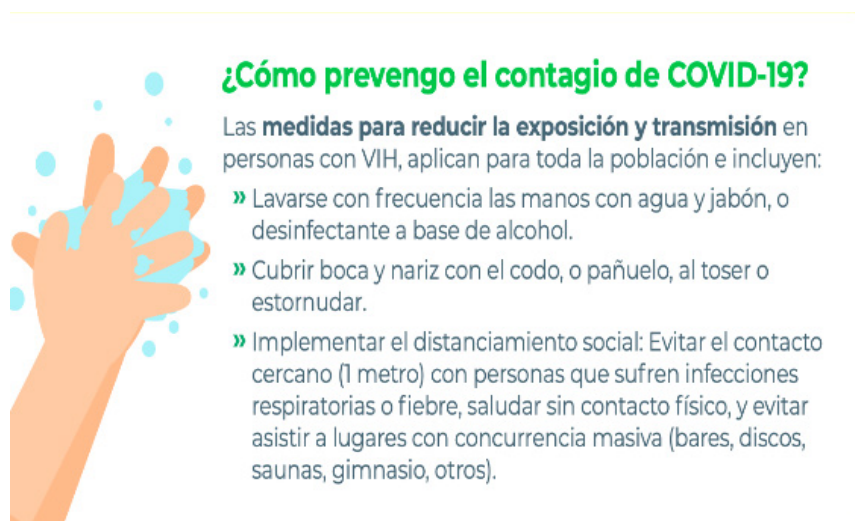 ¿Cómo prevengo el contagio de COVID-19?
Las medidas para reducir la exposición y transmisión en
personas con VIH, aplican para toda la población e incluyen:
» Lavarse con frecuencia las manos con agua y jabón, o
desinfectante a base de alcohol.
» Cubrir boca y nariz con el codo, o pañuelo, al toser o
estornudar.
» Implementar el distanciamiento social: Evitar el contacto
cercano (1 metro) con personas que sufren infecciones
respiratorias o fiebre, saludar sin contacto físico, y evitar
asistir a lugares con concurrencia masiva (bares, discos,
saunas, gimnasio, otros).